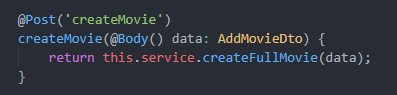 @Post('createMovie')
createMovie(@Body() data: AddMovieDto) {
    return this.service.createFullMovie(data);
}